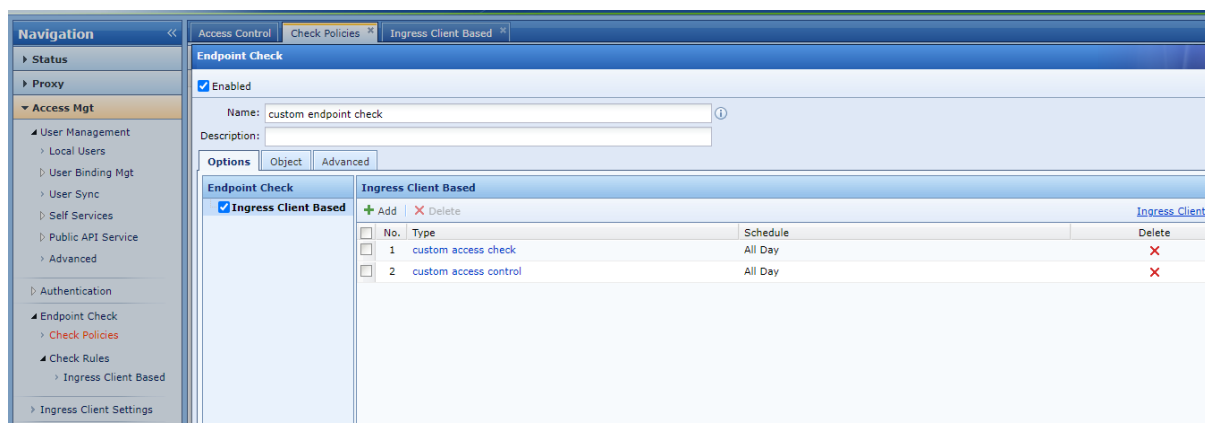 Navigation «
Access Control Check Policies × Ingress Client Based ×
Status
Endpoint Check
Proxy
Enabled
Access Mgt
Name: custom endpoint check
User Management
Description:
Local Users
Options Object Advanced
User Binding Mgt
Endpoint Check Ingress Client Based
User Sync
Ingress Client Based Add Delete Ingress Client
Self Services
No. Type Schedule Delete
Public API Service
1 custom access check All Day
Advanced
2 custom access control All Day
Authentication
Endpoint Check
Check Policies
Check Rules
Ingress Client Based
Ingress Client Settings